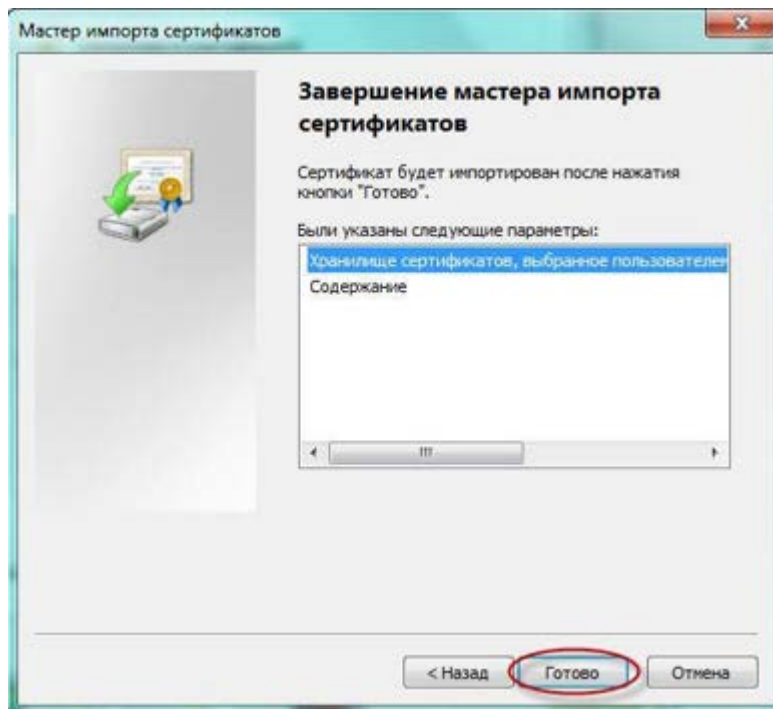 Мастер импорта сертификатов
Завершение мастера импорта
сертификатов
Сертификат будет импортирован после нажатия
кнопки "Готово".
Были указаны следующие параметры:
Хранилище сертификатов, выбранное пользователем
Содержание
< Назад
Готово
Отмена